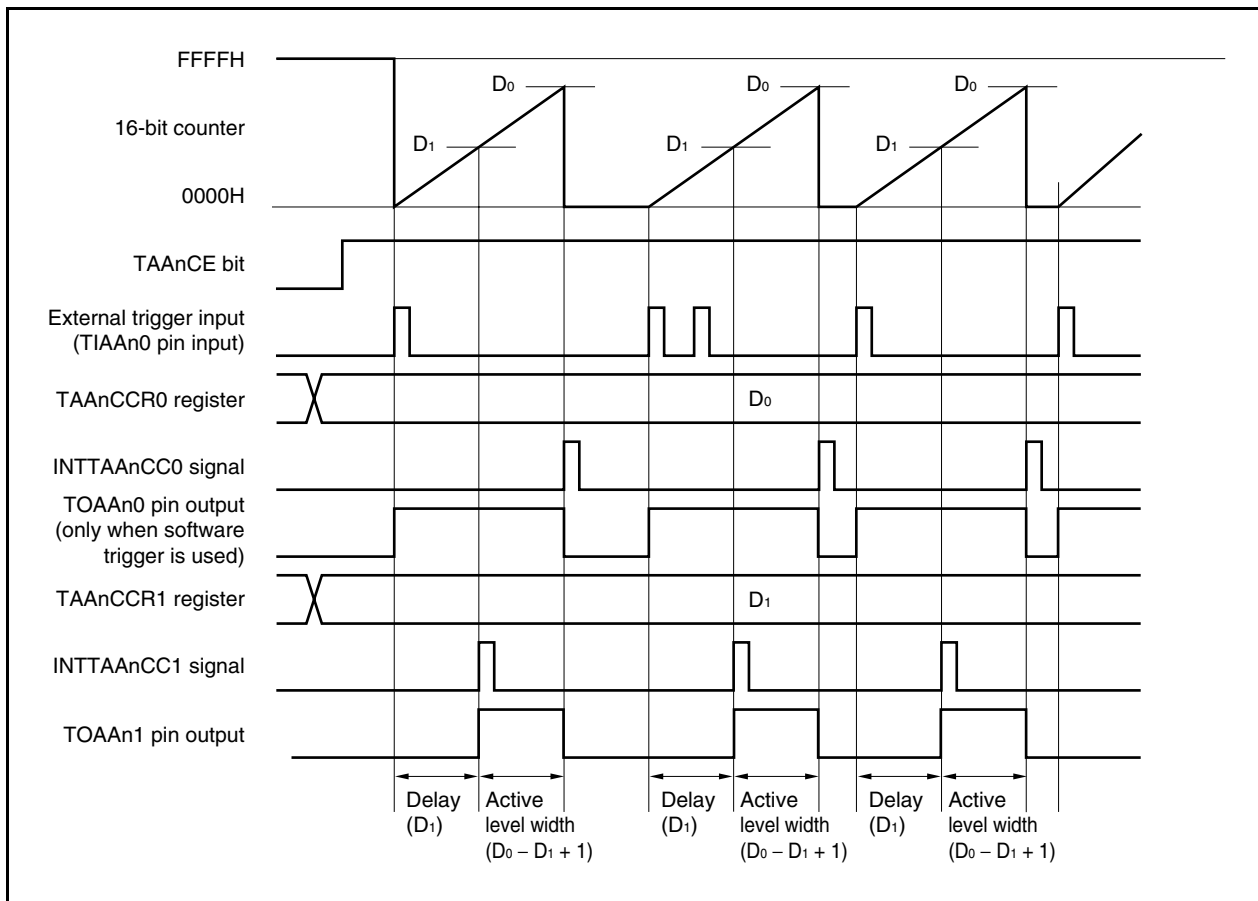 FFFFH
D0
D0
D0
16-bit counter
D1
D1
D1
0000H
TAAnCE bit
External trigger input
(TIAAn0 pin input)
TAAnCCR0 register
D0
INTTAAnCC0 signal
TOAAn0 pin output
(only when software
trigger is used)
TAAnCCR1 register
D1
INTTAAnCC1 signal
TOAAn1 pin output
Delay
(D1)
Active
level width
(D0 – D1 + 1)
Delay
(D1)
Active
level width
(D0 – D1 + 1)
Delay
(D1)
Active
level width
(D0 – D1 + 1)